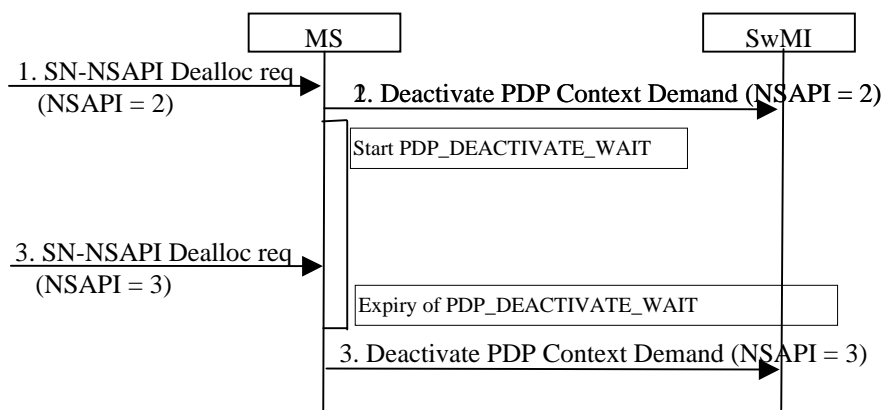 MS
SwMI
1. SN-NSAPI Dealloc req
(NSAPI = 2)
2. Deactivate PDP Context Demand (NSAPI = 2)
Start PDP_DEACTIVATE_WAIT
3. SN-NSAPI Dealloc req
(NSAPI = 3)
Expiry of PDP_DEACTIVATE_WAIT
3. Deactivate PDP Context Demand (NSAPI = 3)